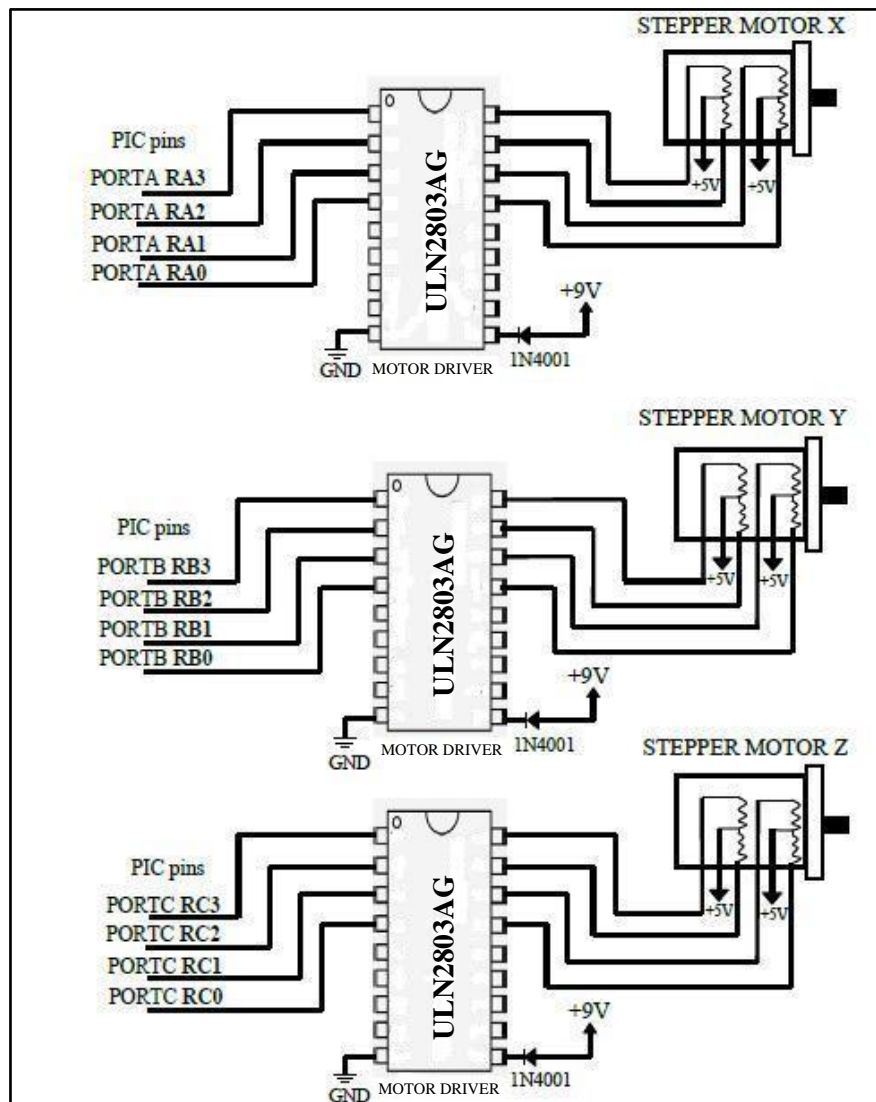 STEPPER MOTOR X
PIC pins
PORTA RA3
PORTA RA2
PORTA RA1
PORTA RA0
ULN2803AG
+5V
+5V
+9V
GND
MOTOR DRIVER
1N4001
STEPPER MOTOR Y
PIC pins
PORTB RB3
PORTB RB2
PORTB RB1
PORTB RB0
ULN2803AG
+5V
+5V
+9V
GND
MOTOR DRIVER
1N4001
STEPPER MOTOR Z
PIC pins
PORTC RC3
PORTC RC2
PORTC RC1
PORTC RC0
ULN2803AG
+5V
+5V
+9V
GND
MOTOR DRIVER
1N4001